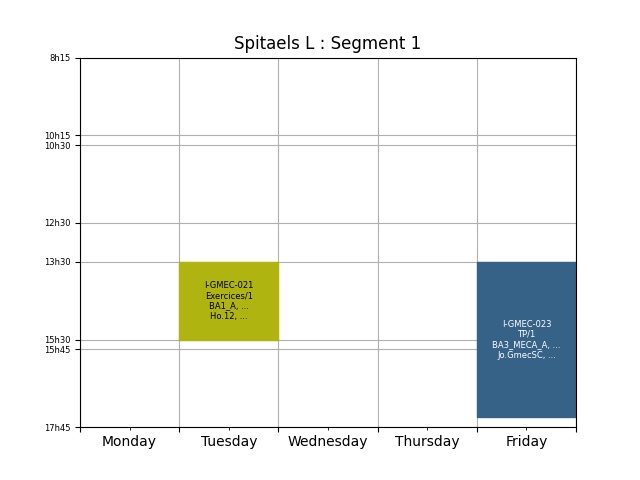 Spitaels L : Segment 1
8h15
10h15
10h30
12h30
13h30
I-GMEC-021
Exercices/1
BA1_A, ...
Ho.12, ...
I-GMEC-023
TP/1
BA3_MECA_A, ...
Jo.GmecSC, ...
15h30
15h45
17h45
Monday Tuesday Wednesday Thursday Friday